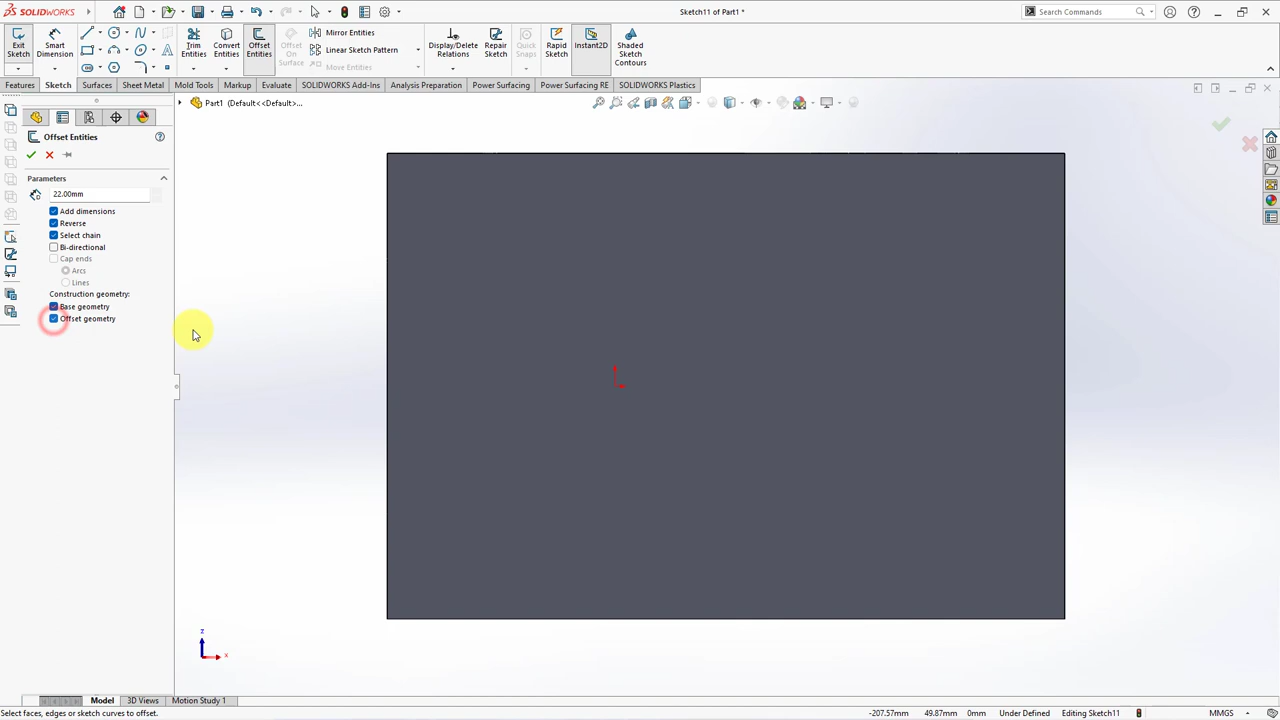 SOLIDWORKS
Sketch11 of Part1 *
Search Commands
Exit Sketch
Smart Dimension
Trim Entities
Convert Entities
Offset Entities
Offset On Surface
Mirror Entities
Linear Sketch Pattern
Move Entities
Display/Delete Relations
Repair Sketch
Quick Snaps
Rapid Sketch
Instant2D
Shaded Sketch Contours
Features
Sketch
Surfaces
Sheet Metal
Mold Tools
Markup
Evaluate
SOLIDWORKS Add-Ins
Analysis Preparation
Power Surfacing
Power Surfacing RE
SOLIDWORKS Plastics
Part1 (Default<<Default>...
Offset Entities
Parameters
22.00mm
Add dimensions
Reverse
Select chain
Bi-directional
Cap ends
Arcs
Lines
Construction geometry:
Base geometry
Offset geometry
z
x
Model
3D Views
Motion Study 1
Select faces, edges or sketch curves to offset.
-207.57mm
49.87mm
0mm
Under Defined
Editing Sketch11
MMGS